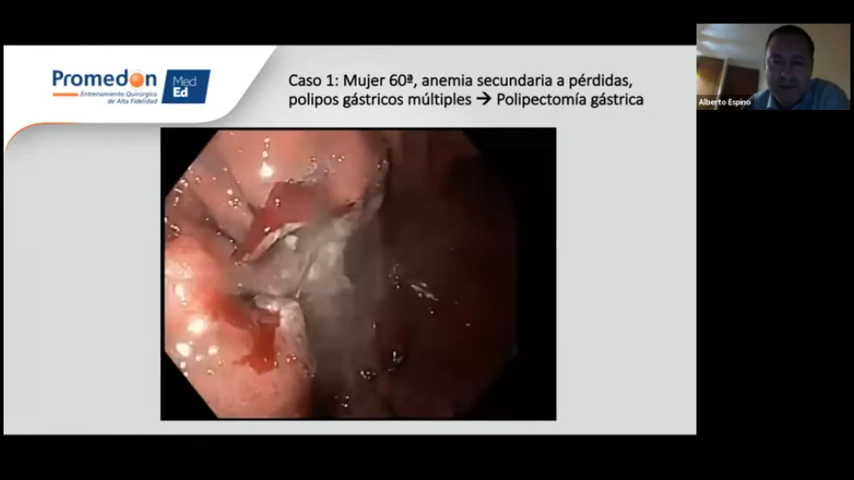 Promedon
Entrenamiento Quirúrgico
de Alta Fidelidad
Med
Ed
Caso 1: Mujer 60ª, anemia secundaria a pérdidas,
polipos gástricos múltiples → Polipectomía gástrica
Alberto Espino